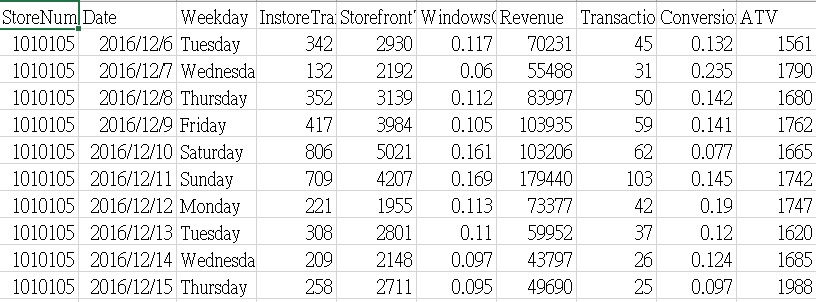 StoreNum Date Weekday InstoreTra Storefront Windows( Revenue Transactio Conversio ATV
1010105 2016/12/6 Tuesday 342 2930 0.117 70231 45 0.132 1561
1010105 2016/12/7 Wednesda 132 2192 0.06 55488 31 0.235 1790
1010105 2016/12/8 Thursday 352 3139 0.112 83997 50 0.142 1680
1010105 2016/12/9 Friday 417 3984 0.105 103935 59 0.141 1762
1010105 2016/12/10 Saturday 806 5021 0.161 103206 62 0.077 1665
1010105 2016/12/11 Sunday 709 4207 0.169 179440 103 0.145 1742
1010105 2016/12/12 Monday 221 1955 0.113 73377 42 0.19 1747
1010105 2016/12/13 Tuesday 308 2801 0.11 59952 37 0.12 1620
1010105 2016/12/14 Wednesda 209 2148 0.097 43797 26 0.124 1685
1010105 2016/12/15 Thursday 258 2711 0.095 49690 25 0.097 1988